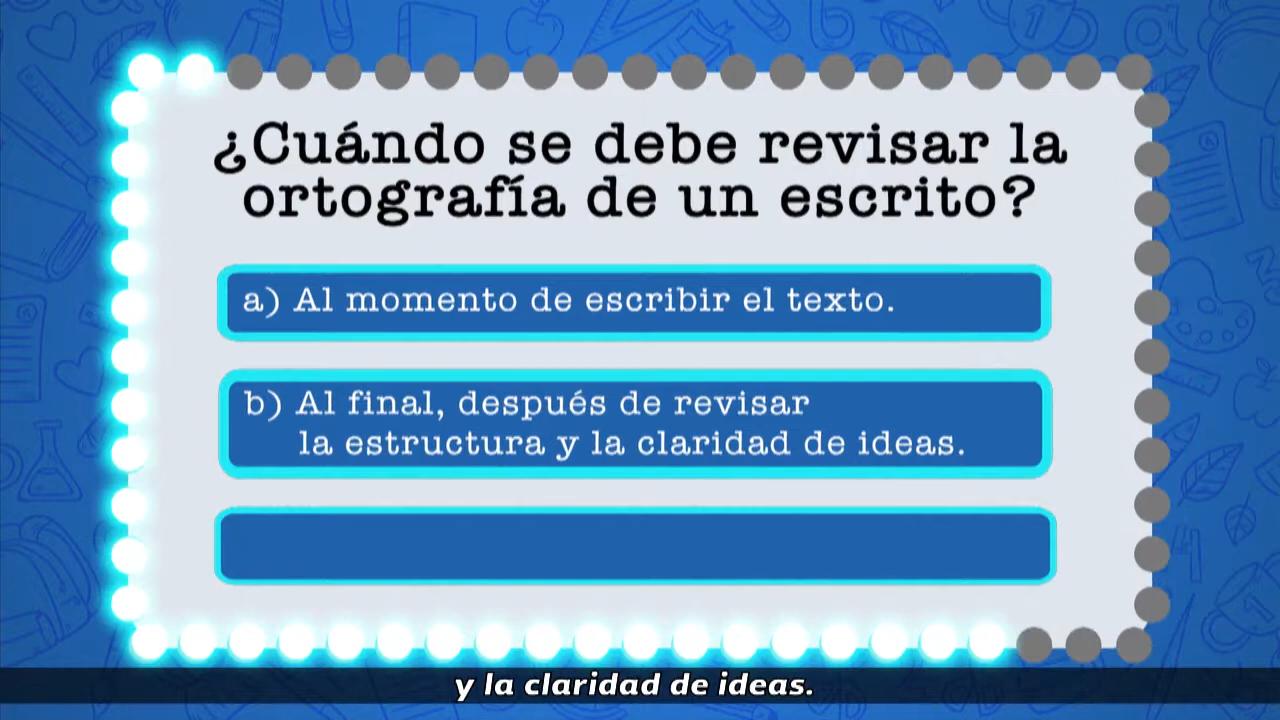 ¿Cuándo se debe revisar la
ortografía de un escrito?
a) Al momento de escribir el texto.
b) Al final, después de revisar
la estructura y la claridad de ideas.
y la claridad de ideas.